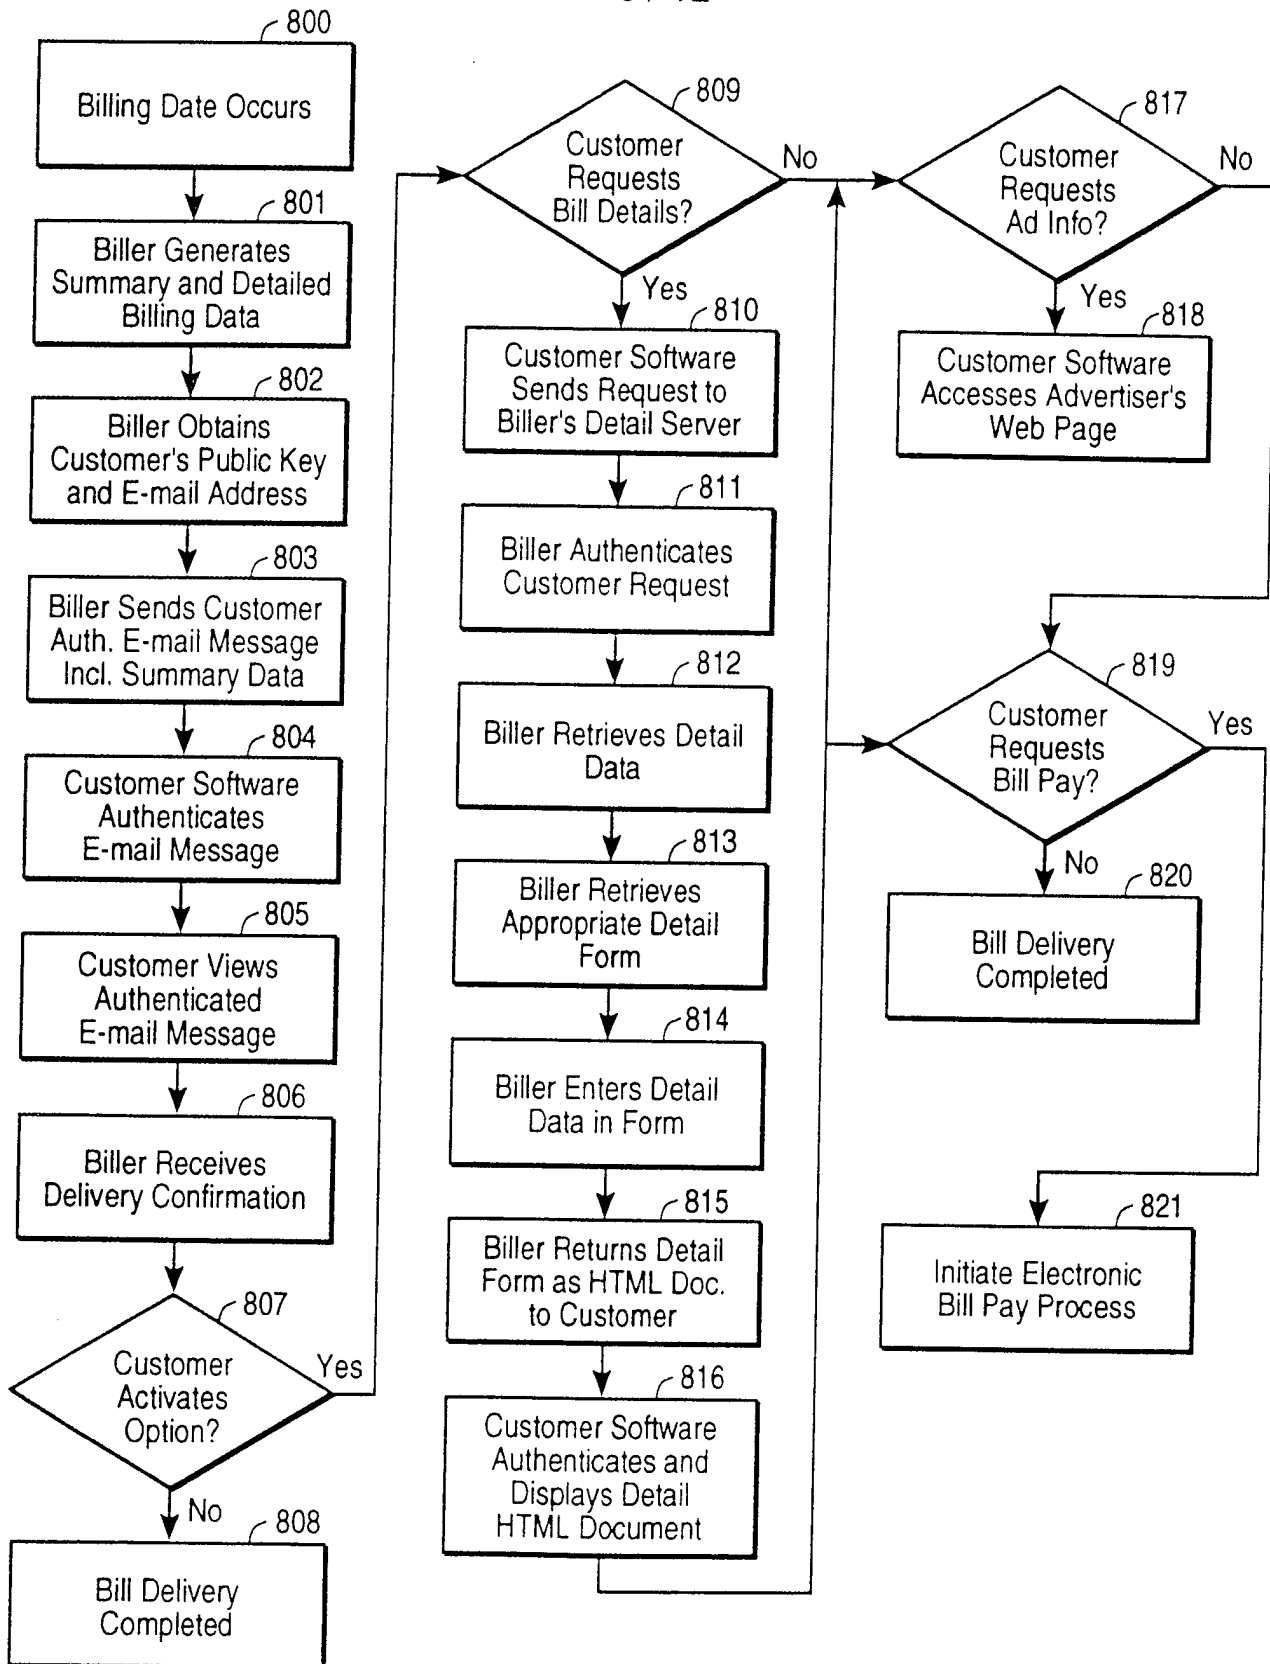 800
Billing Date Occurs
801
Biller Generates
Summary and Detailed
Billing Data
802
Biller Obtains
Customer's Public Key
and E-mail Address
803
Biller Sends Customer
Auth. E-mail Message
Incl. Summary Data
804
Customer Software
Authenticates
E-mail Message
805
Customer Views
Authenticated
E-mail Message
806
Biller Receives
Delivery Confirmation
807
Customer
Activates
Option?
Yes
No
808
Bill Delivery
Completed
809
Customer
Requests
Bill Details?
No
Yes
810
Customer Software
Sends Request to
Biller's Detail Server
811
Biller Authenticates
Customer Request
812
Biller Retrieves Detail
Data
813
Biller Retrieves
Appropriate Detail
Form
814
Biller Enters Detail
Data in Form
815
Biller Returns Detail
Form as HTML Doc.
to Customer
816
Customer Software
Authenticates and
Displays Detail
HTML Document
817
Customer
Requests
Ad Info?
No
Yes
818
Customer Software
Accesses Advertiser's
Web Page
819
Customer
Requests
Bill Pay?
Yes
No
820
Bill Delivery
Completed
821
Initiate Electronic
Bill Pay Process